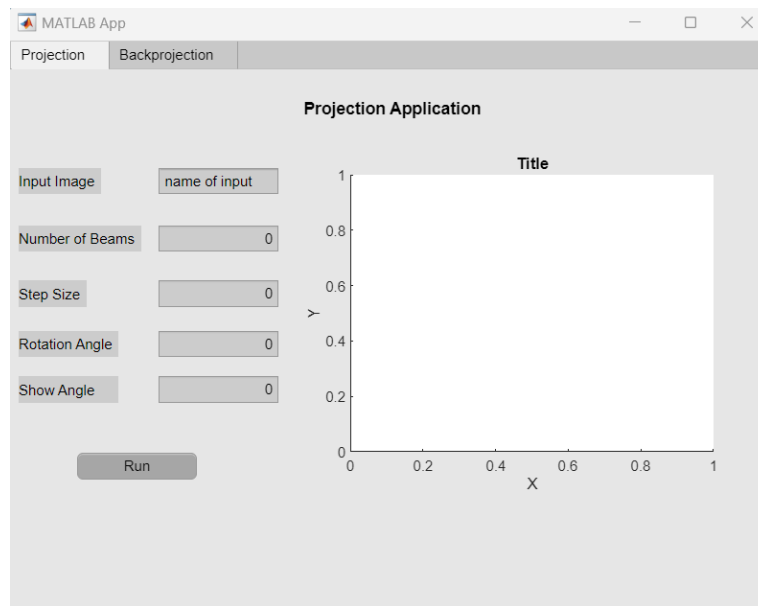 MATLAB App
Projection Backprojection
Projection Application
Title
Input Image name of input
Number of Beams 0
Step Size 0
Rotation Angle 0
Show Angle 0
Run
1
0.8
0.6
0.4
0.2
0
Y
0 0.2 0.4 0.6 0.8 1
X